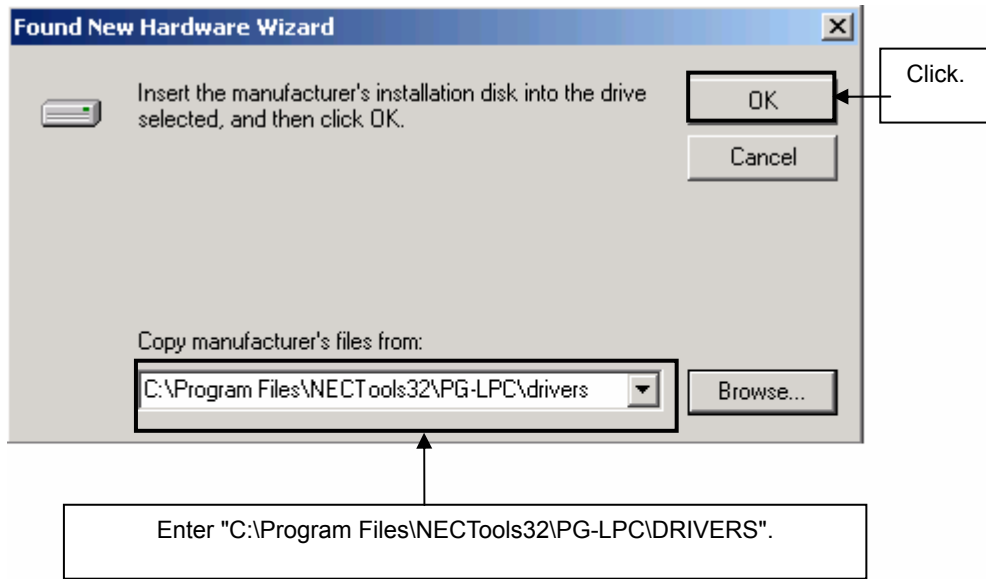 Found New Hardware Wizard
Insert the manufacturer's installation disk into the drive
selected, and then click OK.
OK
Click.
Cancel
Copy manufacturer's files from:
C:\Program Files\NECTools32\PG-LPC\drivers
Browse...
Enter "C:\Program Files\NECTools32\PG-LPC\DRIVERS".